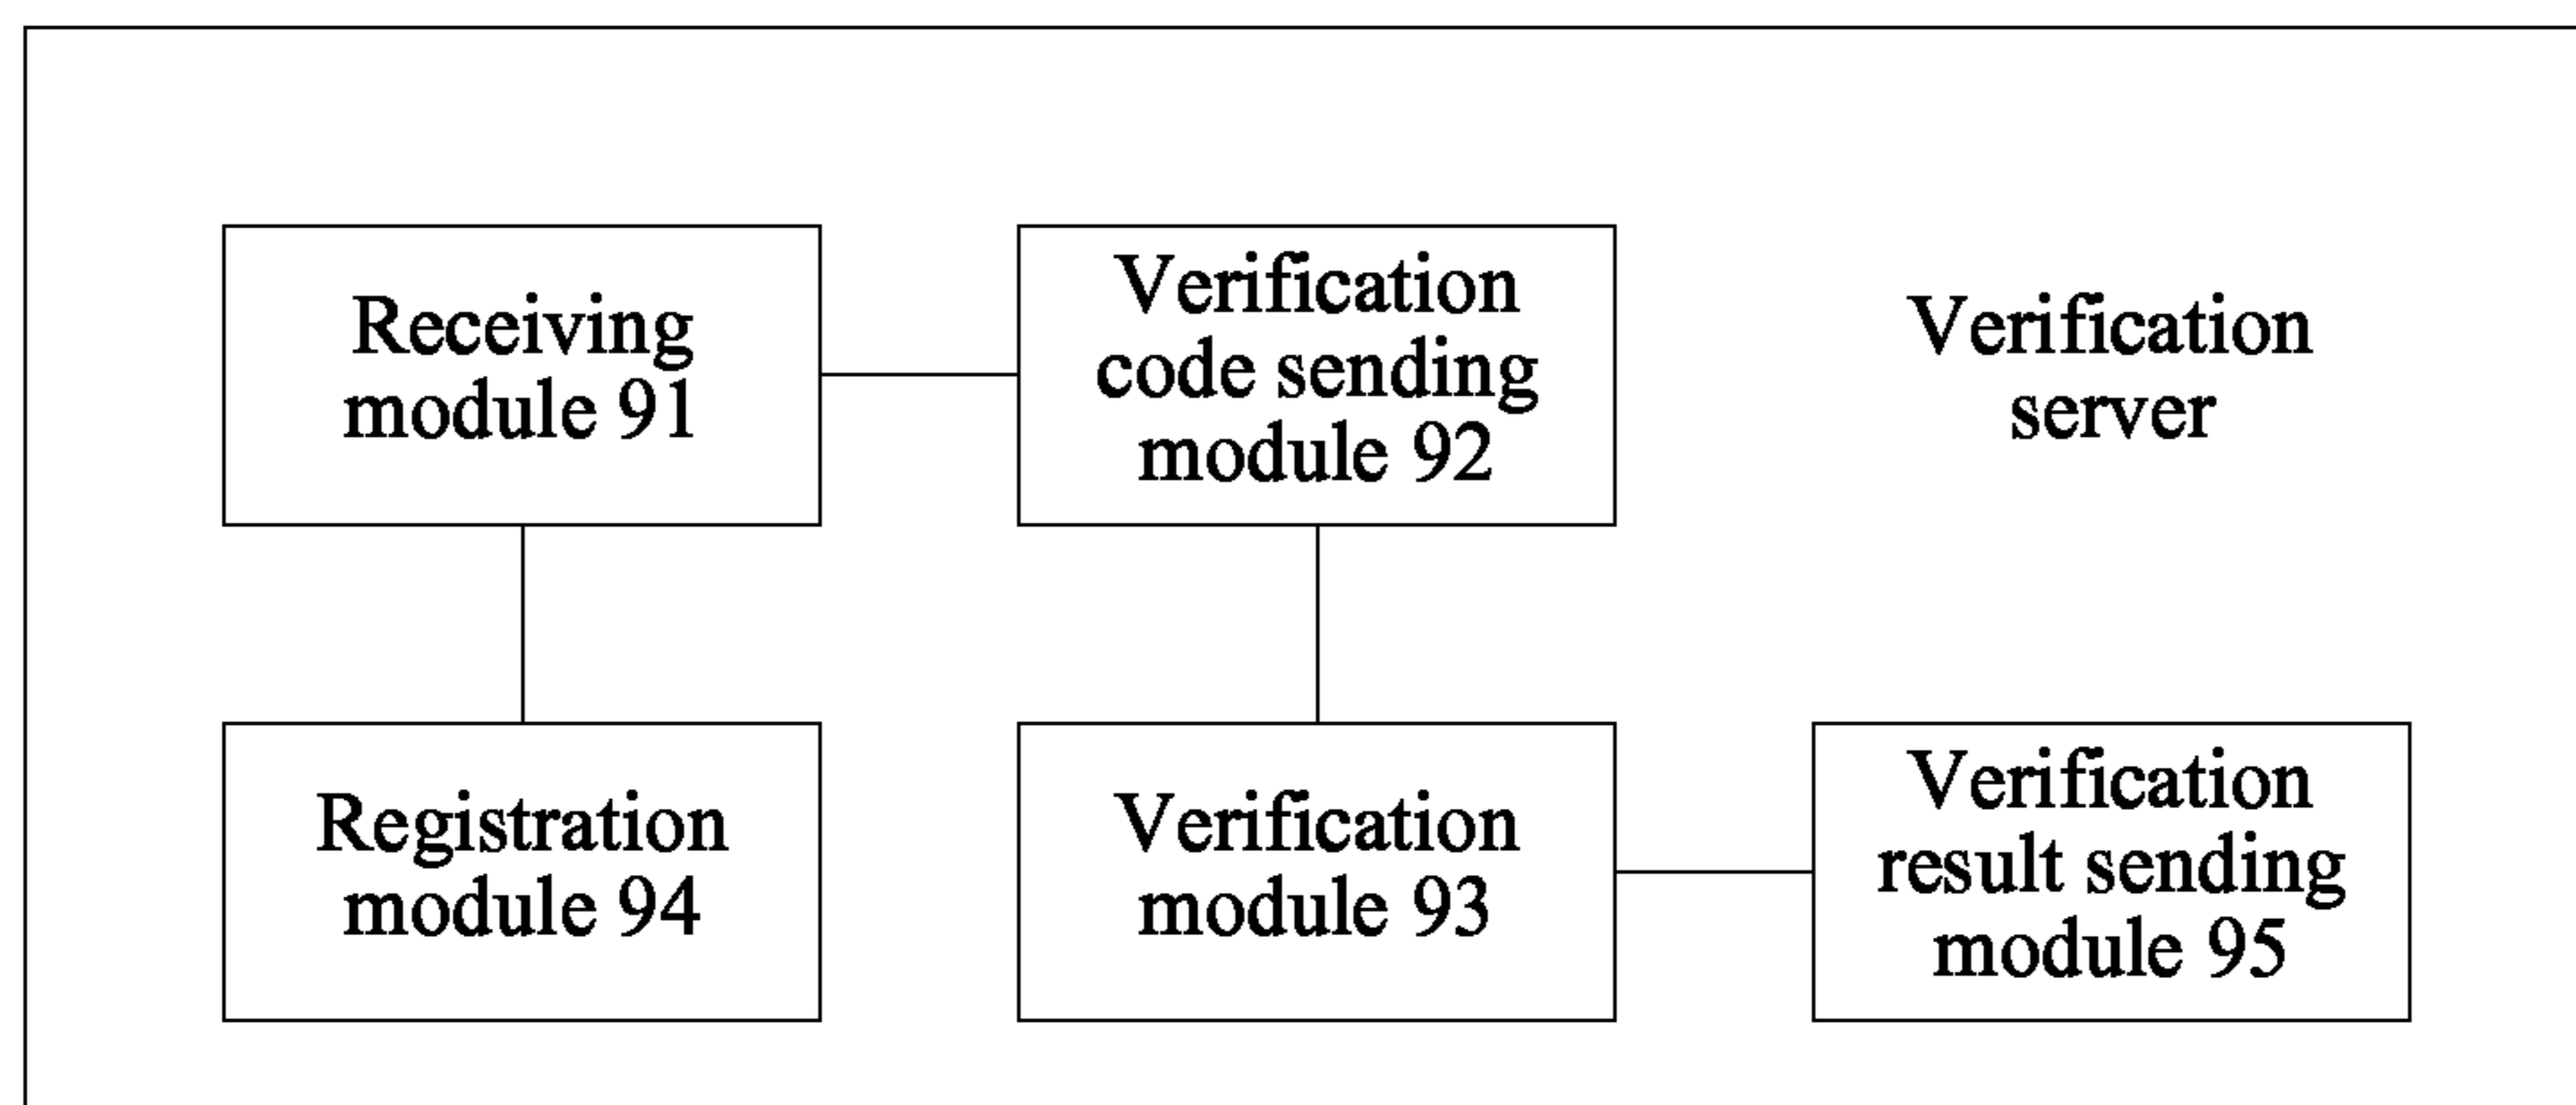 Receiving
module 91
Verification
code sending
module 92
Verification
server
Registration
module 94
Verification
module 93
Verification
result sending
module 95